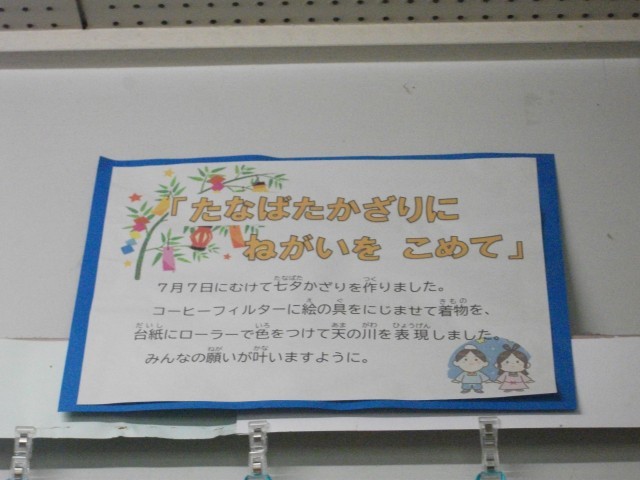 「たなばたかざりに
ねがいを こめて」
7月7日にむけて七夕かざりを作りました。
コーヒーフィルターに絵の具をにじませて着物を、
台紙にローラーで色をつけて天の川を表現しました。
みんなの願いが叶いますように。